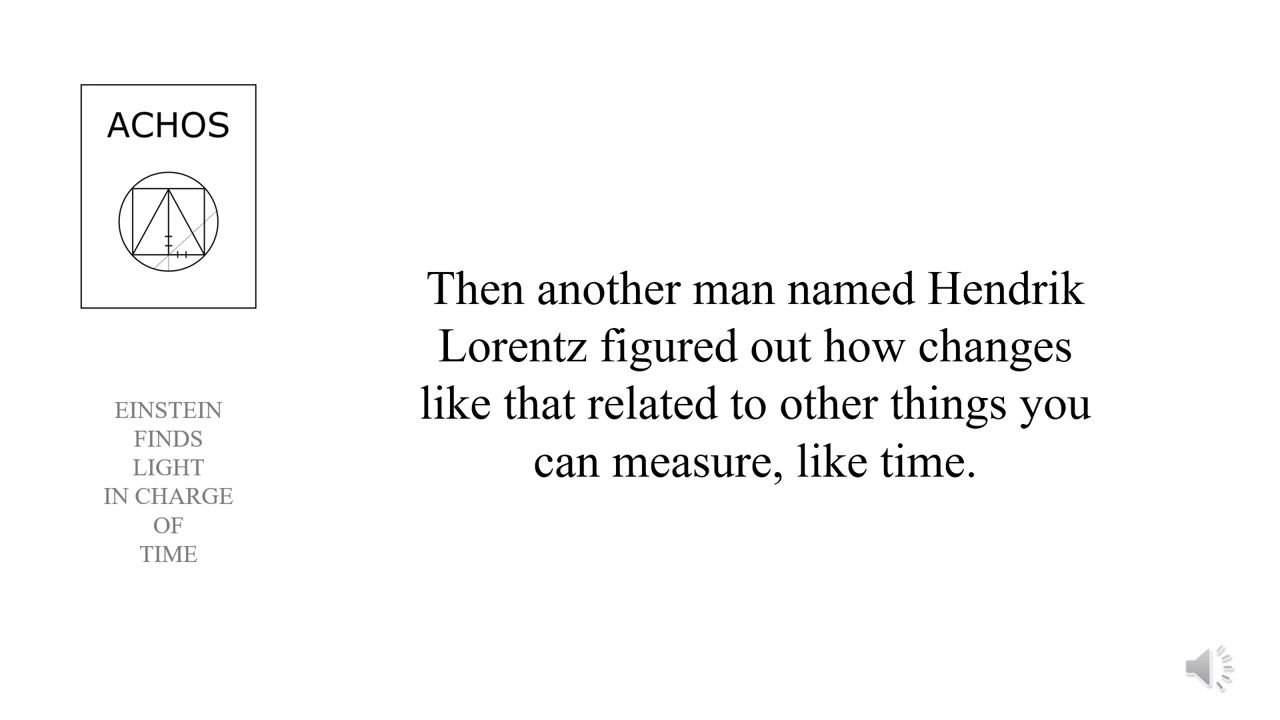 ACHOS
EINSTEIN
FINDS
LIGHT
IN CHARGE
OF
TIME
Then another man named Hendrik
Lorentz figured out how changes
like that related to other things you
can measure, like time.